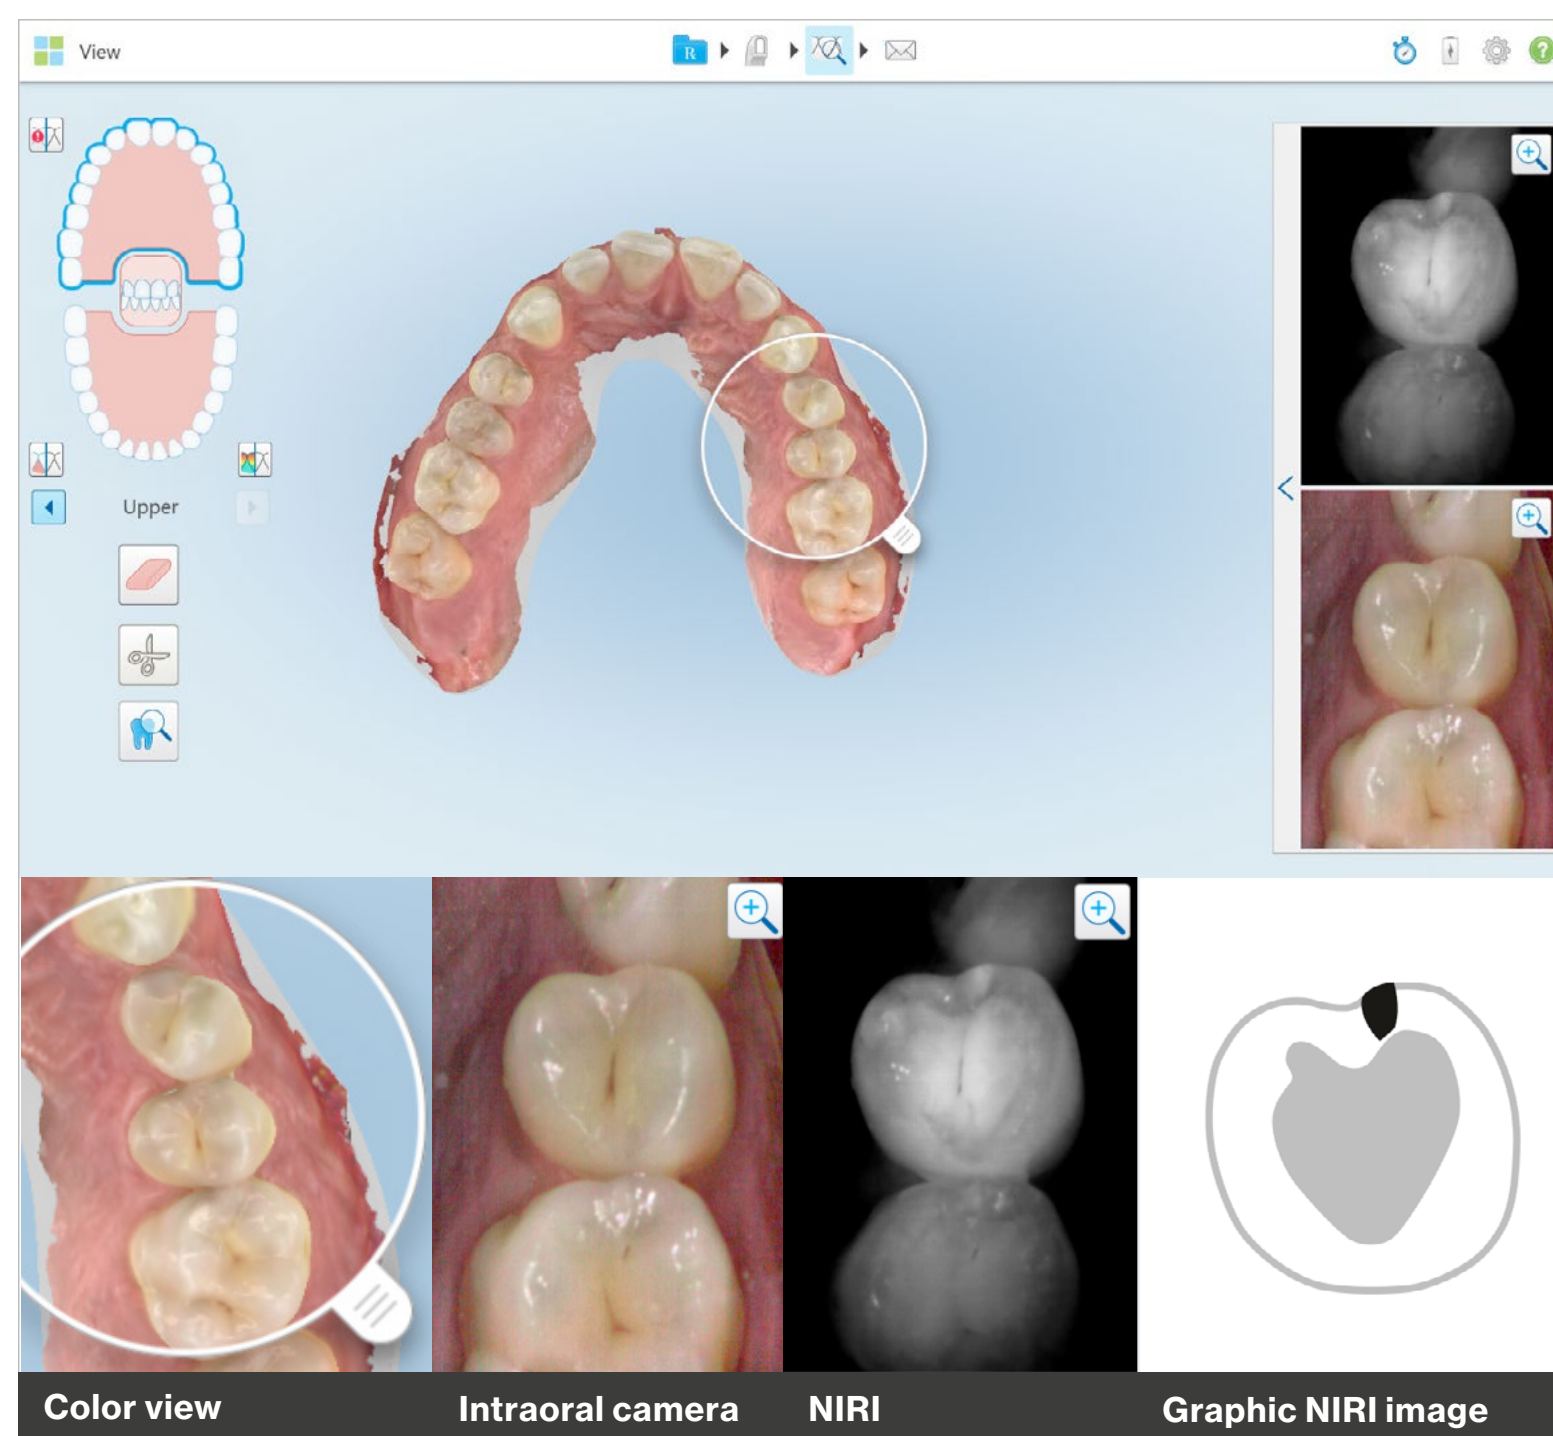 View
R
Upper
Color view
Intraoral camera
NIRI
Graphic NIRI image